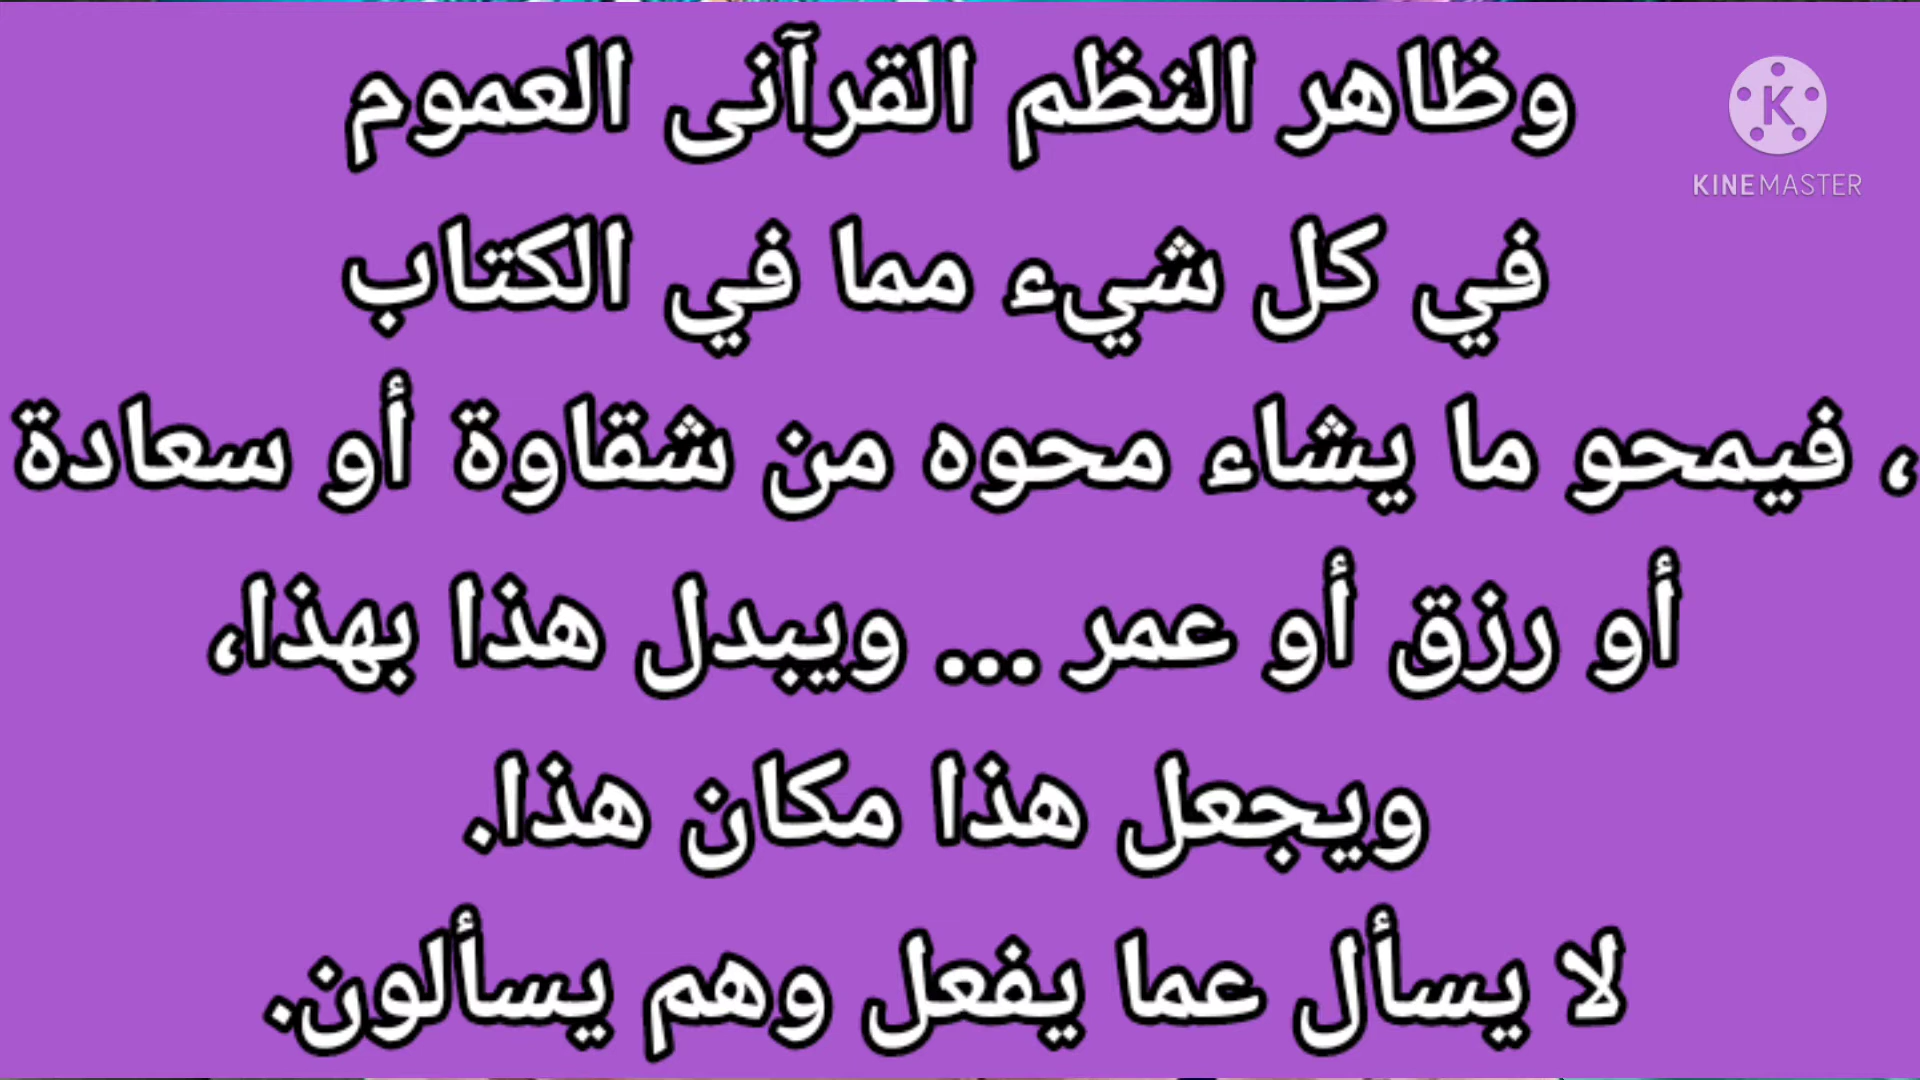 وظاهر النظم القرآنى العموم
في كل شيء مما في الكتاب
، فيمحو ما يشاء محوه من شقاوة أو سعادة
أو رزق أو عمر ... ويبدل هذا بهذا،
ويجعل هذا مكان هذا.
لا يسأل عما يفعل وهم يسألون.
K
KINEMASTER